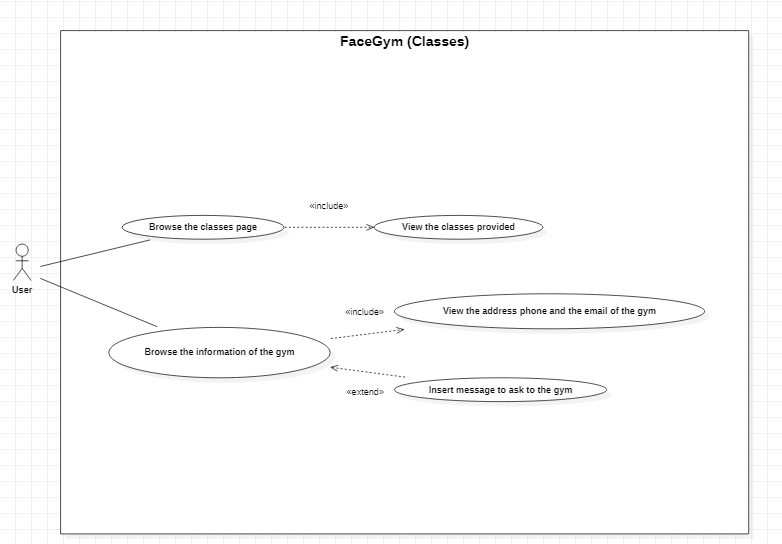 FaceGym (Classes)
«include»
Browse the classes page
View the classes provided
User
«include»
View the address phone and the email of the gym
Browse the information of the gym
«extend»
Insert message to ask to the gym